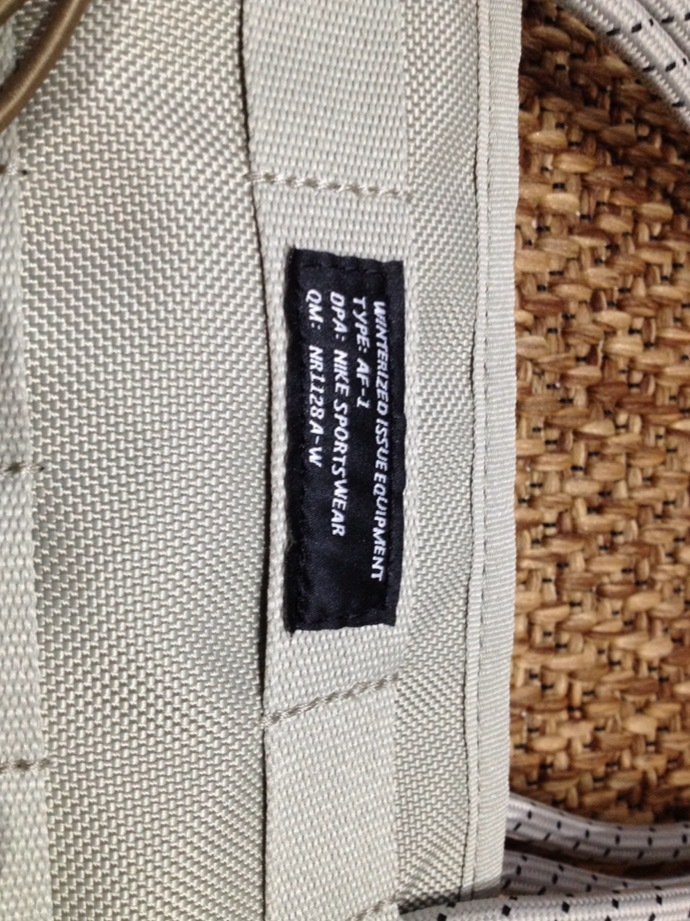 WINTERIZED ISSUE EQUIPMENT
TYPE: AF-1
DPA: NIKE SPORTSWEAR
QM: NR1128A-W